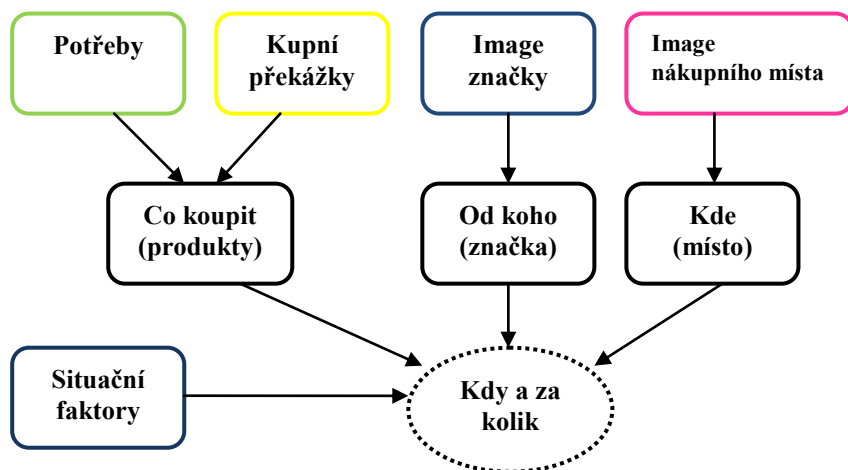 Potřeby
Kupní
překážky
Image
značky
Image
nákupního místa
Co koupit
(produkty)
Od koho
(značka)
Kde
(místo)
Situační
faktory
Kdy a za
kolik